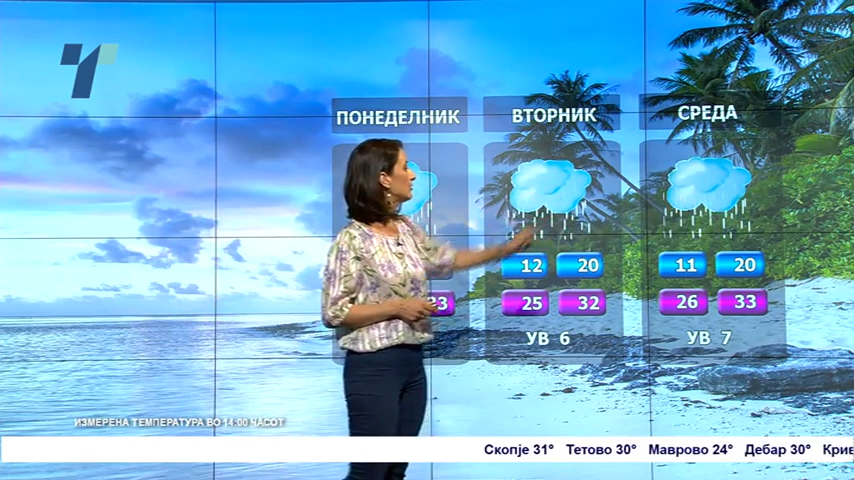 ПОНЕДЕЛНИК ВТОРНИК СРЕДА
12 20 11 20
25 32 26 33
УВ 6 УВ 7
ИЗМЕРЕНА ТЕМПЕРАТУРА ВО 14:00 ЧАСОТ
Скопје 31° Тетово 30° Маврово 24° Дебар 30° Крив